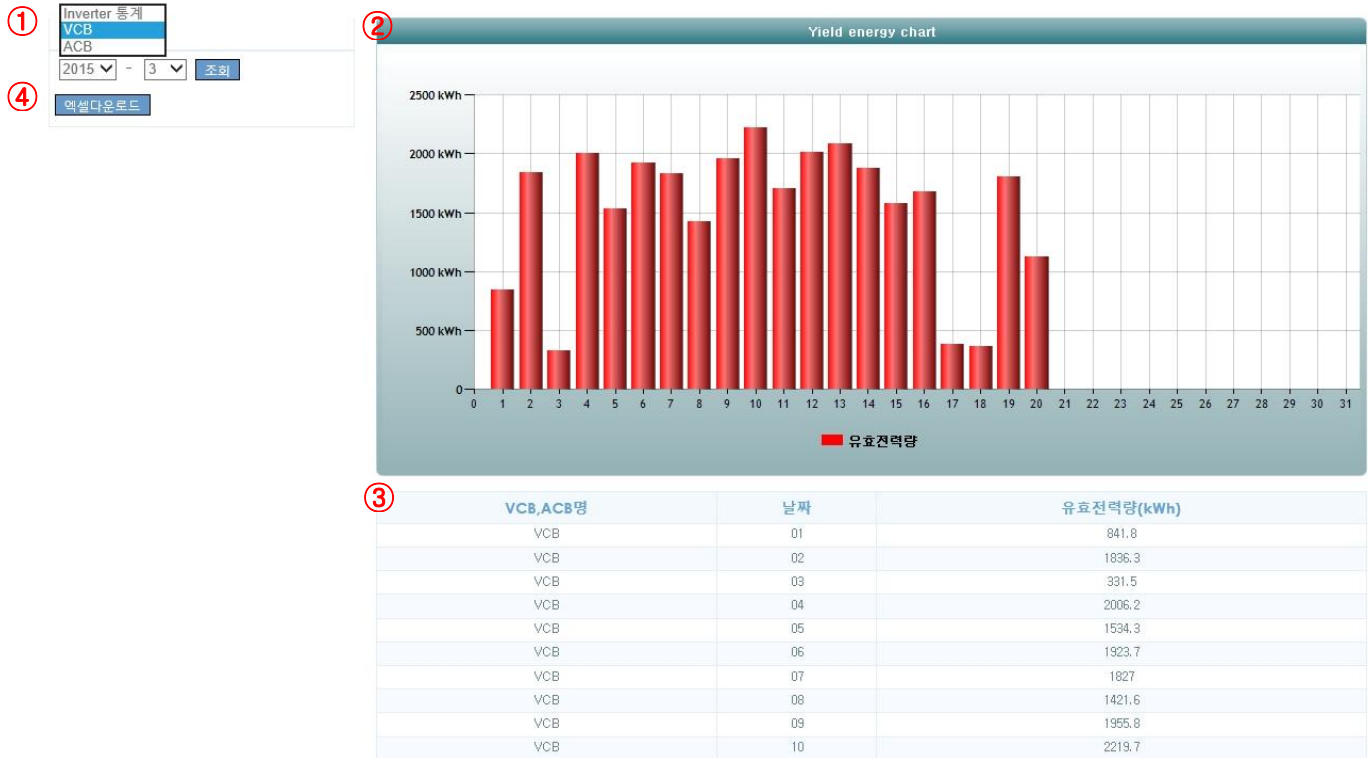 ①
Inverter 통계
VCB
ACB
2015 - 3 조회
④
엑셀다운로드
②
Yield energy chart
2500 kWh
2000 kWh
1500 kWh
1000 kWh
500 kWh
0
0 1 2 3 4 5 6 7 8 9 10 11 12 13 14 15 16 17 18 19 20 21 22 23 24 25 26 27 28 29 30 31
유효전력량
③
VCB,ACB명 날짜 유효전력량(kWh)
VCB 01 841.8
VCB 02 1836.3
VCB 03 331.5
VCB 04 2006.2
VCB 05 1534.3
VCB 06 1923.7
VCB 07 1827
VCB 08 1421.6
VCB 09 1955.8
VCB 10 2219.7